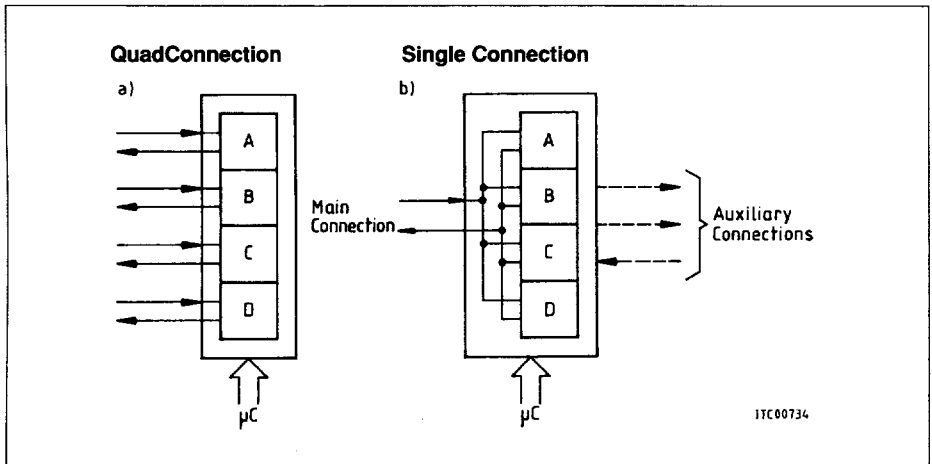 QuadConnection
a)
A
B
C
D
µC
Single Connection
b)
Main
Connection
A
B
C
D
Auxiliary
Connections
µC
ITC00734